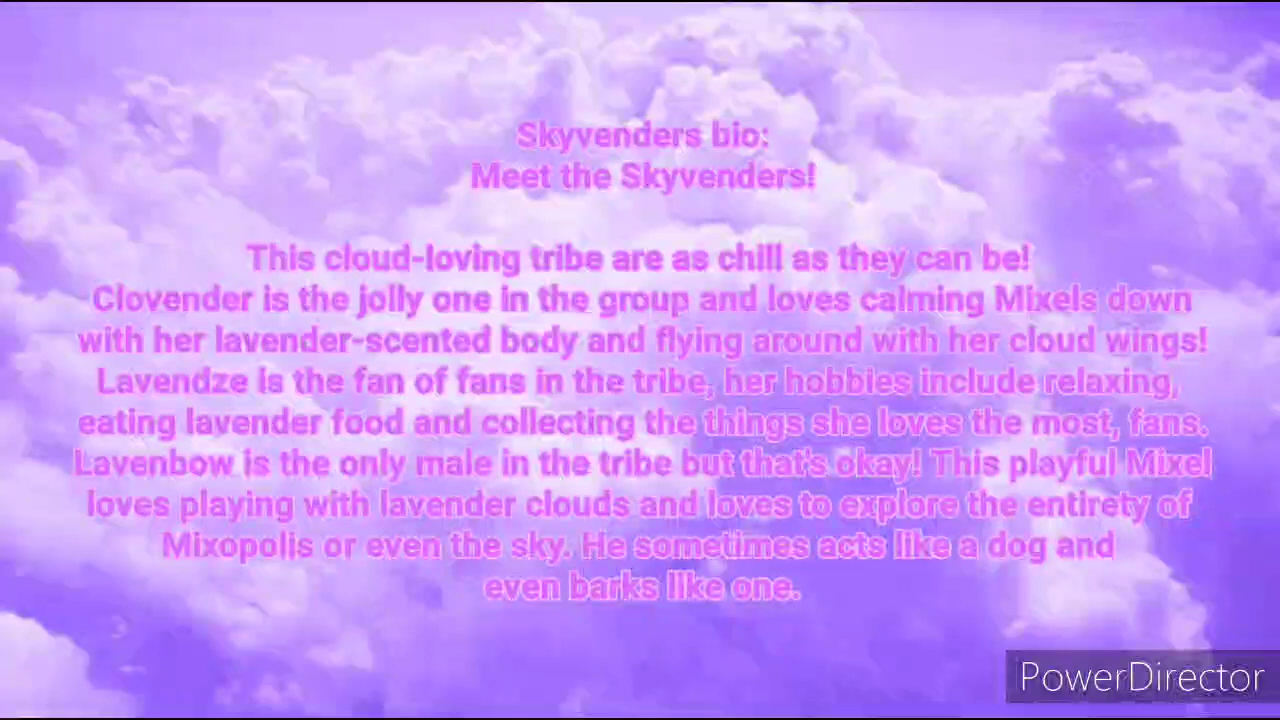 Skyvenders bio:
Meet the Skyvenders!
This cloud-loving tribe are as chill as they can be!
Clovender is the jolly one in the group and loves calming Mixels down
with her lavender-scented body and flying around with her cloud wings!
Lavendze is the fan of fans in the tribe, her hobbies include relaxing,
eating lavender food and collecting the things she loves the most, fans.
Lavenbow is the only male in the tribe but that's okay! This playful Mixel
loves playing with lavender clouds and loves to explore the entirety of
Mixopolis or even the sky. He sometimes acts like a dog and
even barks like one.
PowerDirector